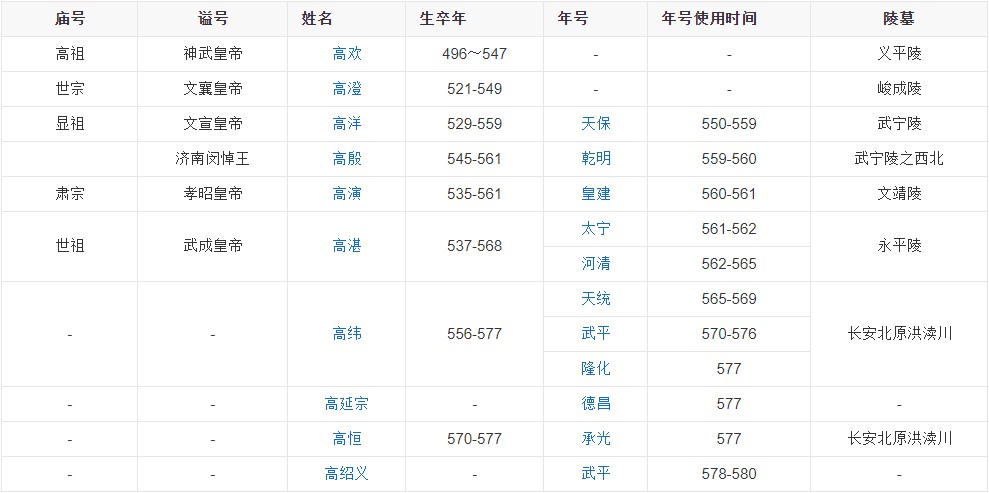 庙号 谥号 姓名 生卒年 年号 年号使用时间 陵墓
高祖 神武皇帝 高欢 496～547 - - 义平陵
世宗 文襄皇帝 高澄 521-549 - - 峻成陵
显祖 文宣皇帝 高洋 529-559 天保 550-559 武宁陵
济南闵悼王 高殷 545-561 乾明 559-560 武宁陵之西北
肃宗 孝昭皇帝 高演 535-561 皇建 560-561 文靖陵
世祖 武成皇帝 高湛 537-568 太宁 561-562 永平陵
河清 562-565
- - 高纬 556-577 天统 565-569 长安北原洪渎川
武平 570-576
隆化 577
- - 高延宗 - 德昌 577 -
- - 高恒 570-577 承光 577 长安北原洪渎川
- - 高绍义 - 武平 578-580 -